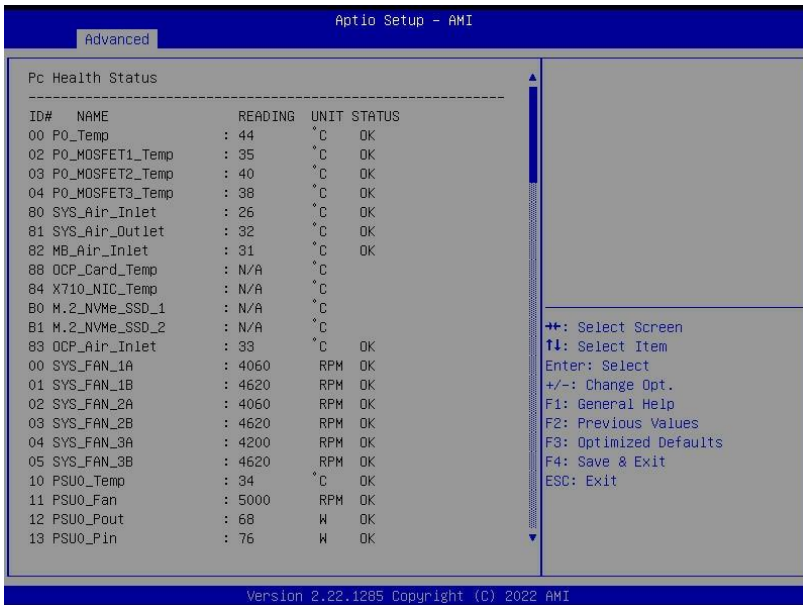 Aptio Setup - AMI
Advanced
Pc Health Status
------------------------------------------------------------
ID# NAME READING UNIT STATUS
00 P0_Temp : 44 °C OK
02 P0_MOSFET1_Temp : 35 °C OK
03 P0_MOSFET2_Temp : 40 °C OK
04 P0_MOSFET3_Temp : 38 °C OK
80 SYS_Air_Inlet : 26 °C OK
81 SYS_Air_Outlet : 32 °C OK
82 MB_Air_Inlet : 31 °C OK
88 OCP_Card_Temp : N/A °C
84 X710_NIC_Temp : N/A °C
B0 M.2_NVMe_SSD_1 : N/A °C
B1 M.2_NVMe_SSD_2 : N/A °C
83 OCP_Air_Inlet : 33 °C OK
00 SYS_FAN_1A : 4060 RPM OK
01 SYS_FAN_1B : 4620 RPM OK
02 SYS_FAN_2A : 4060 RPM OK
03 SYS_FAN_2B : 4620 RPM OK
04 SYS_FAN_3A : 4200 RPM OK
05 SYS_FAN_3B : 4620 RPM OK
10 PSU0_Temp : 34 °C OK
11 PSU0_Fan : 5000 RPM OK
12 PSU0_Pout : 68 W OK
13 PSU0_Pin : 76 W OK
→←: Select Screen
↑↓: Select Item
Enter: Select
+/-: Change Opt.
F1: General Help
F2: Previous Values
F3: Optimized Defaults
F4: Save & Exit
ESC: Exit
Version 2.22.1285 Copyright (C) 2022 AMI